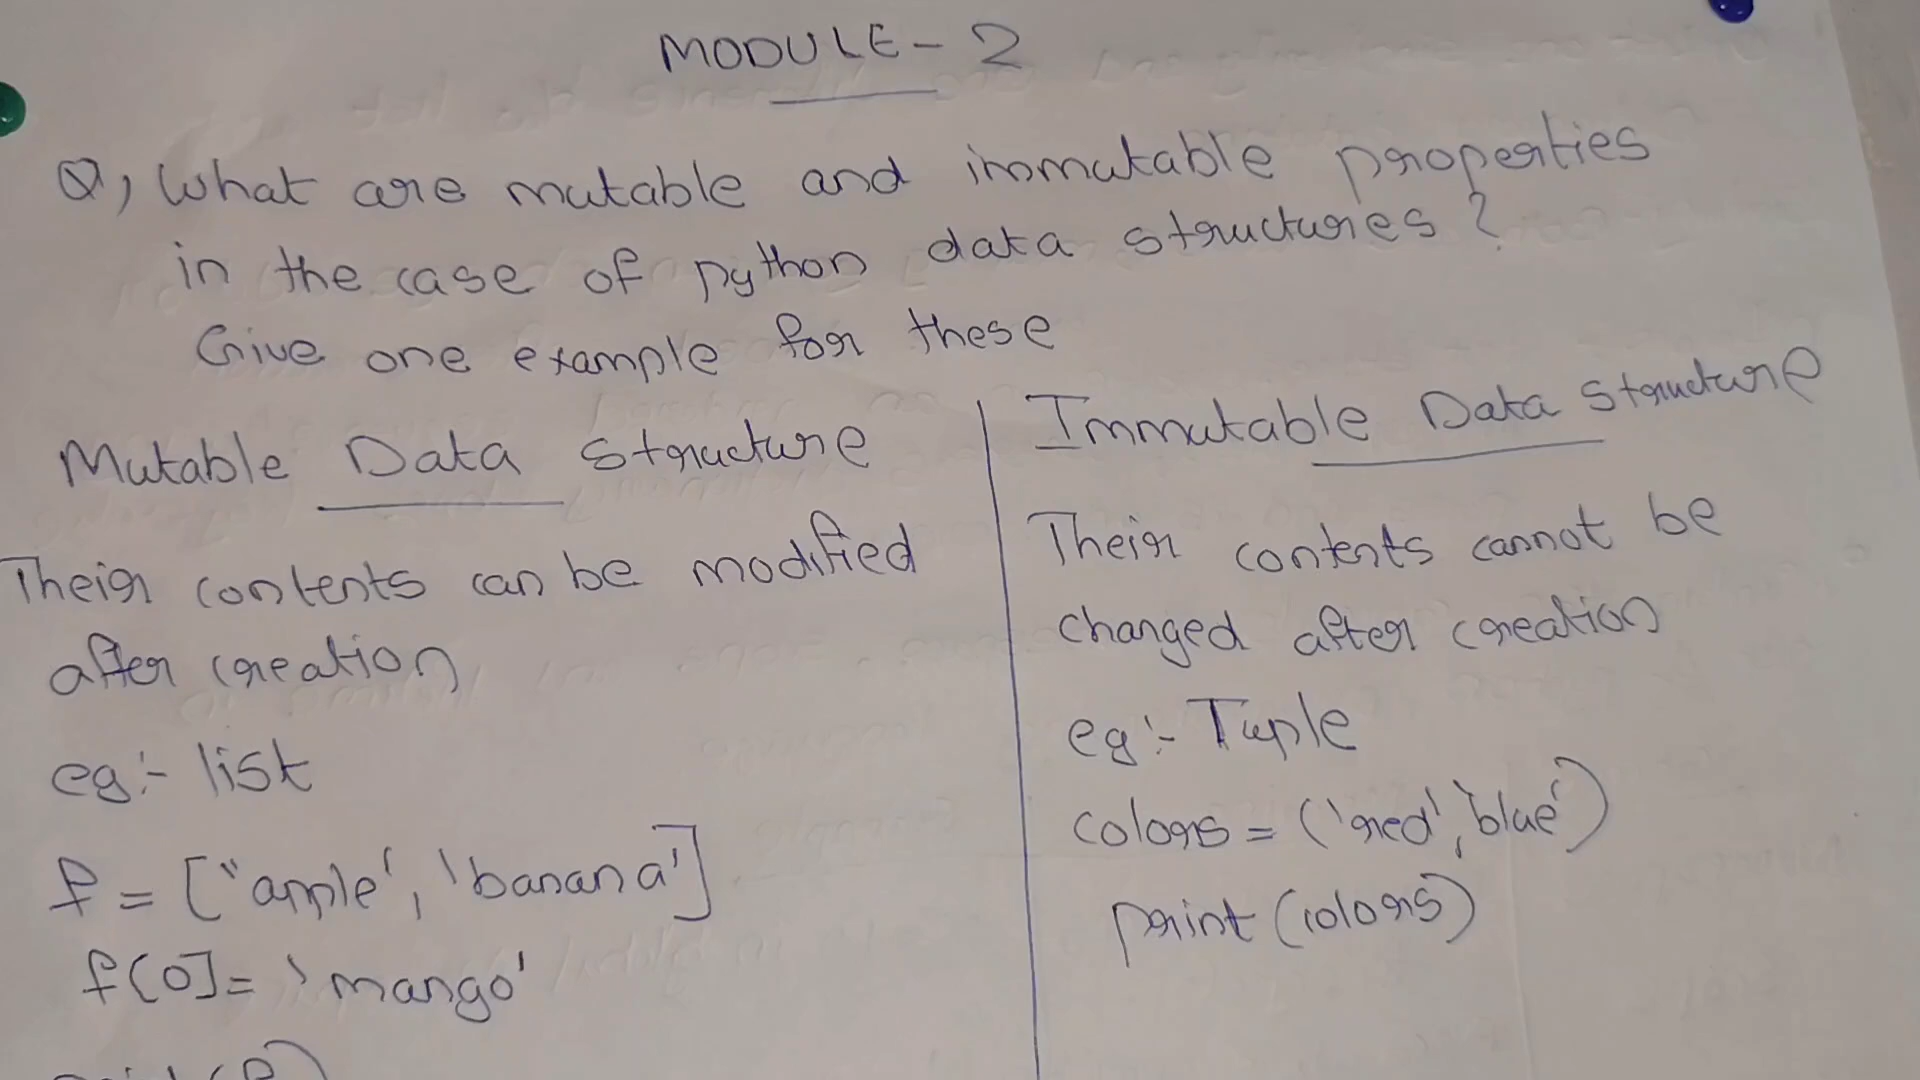 MODULE - 2
Q, What are mutable and immutable properties
in the case of python data structures?
Give one example for these
Mutable Data Structure
Their contents can be modified
after creation
eg:- list
f = ["apple', 'banana']
f[0] = 'mango'
Immutable Data Structure
Their contents cannot be
changed after creation
eg:- Tuple
colors = ('red', 'blue')
print (colors)